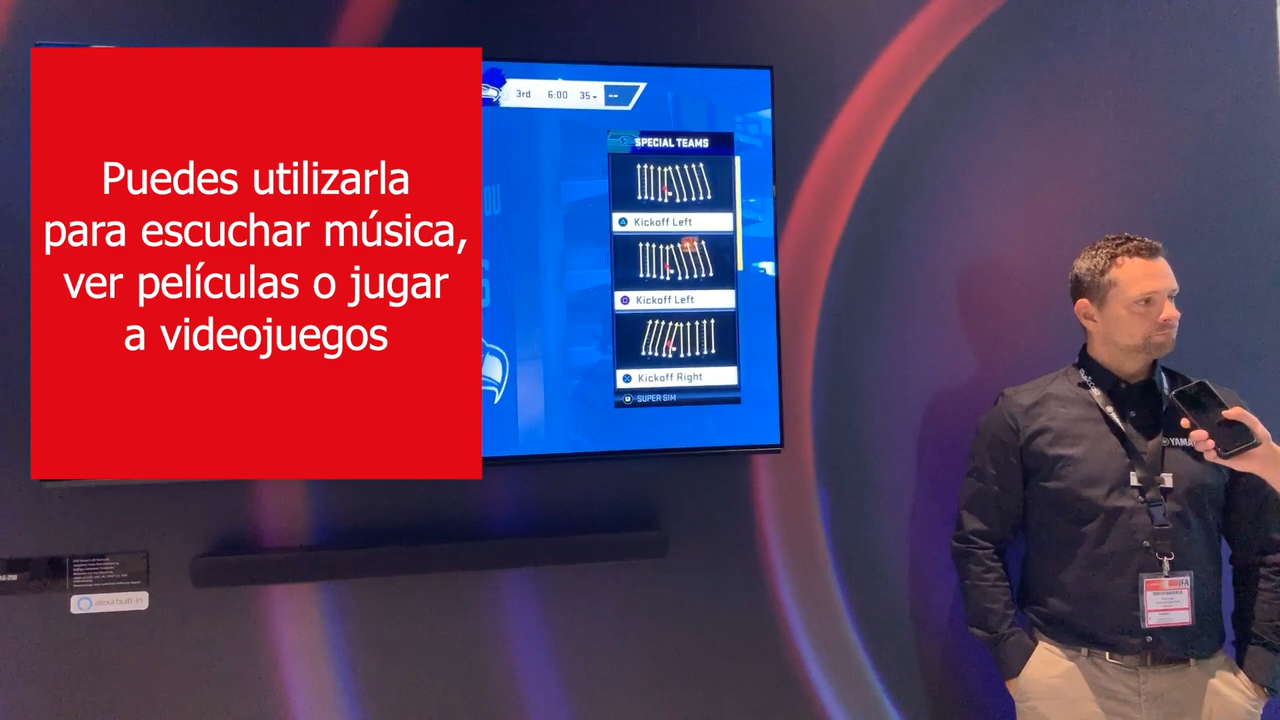 Puedes utilizarla
para escuchar música,
ver películas o jugar
a videojuegos
3rd 6:00 35
SPECIAL TEAMS
Kickoff Left
Kickoff Left
Kickoff Right
SUPER SIM
alexa built-in
IFA